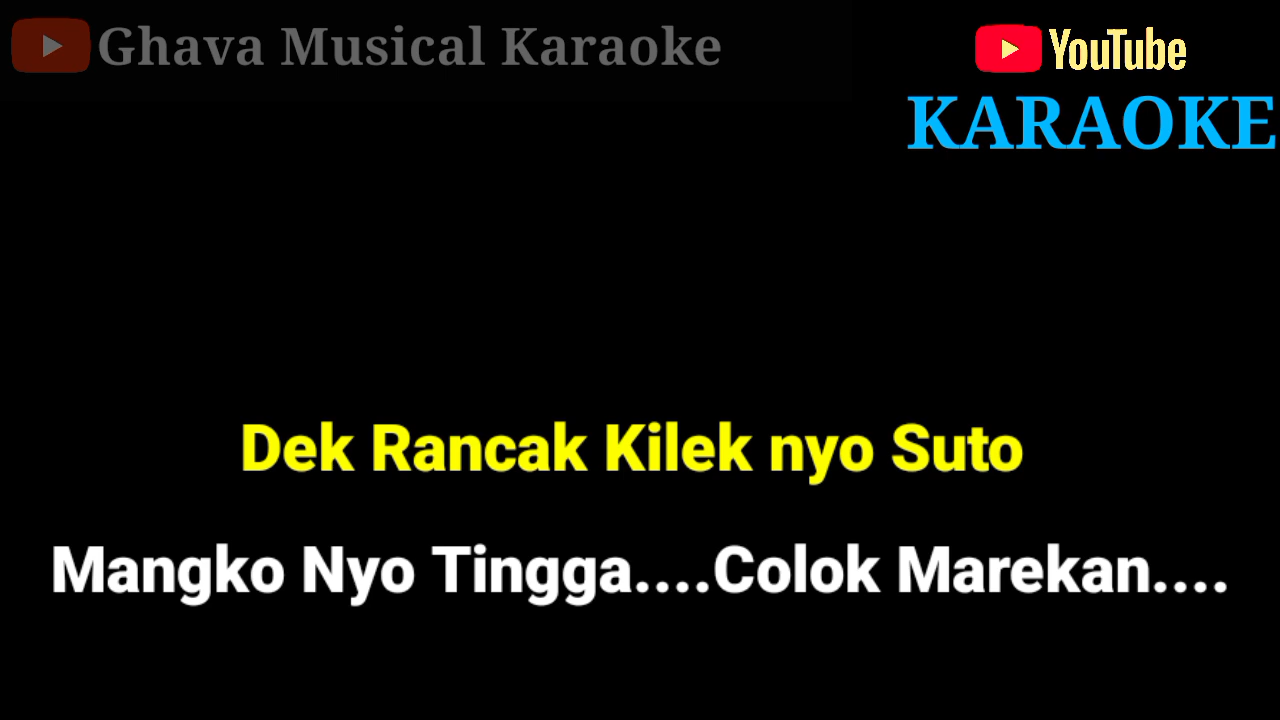 Ghava Musical Karaoke
YouTube
KARAOKE
Dek Rancak Kilek nyo Suto
Mangko Nyo Tingga....Colok Marekan....